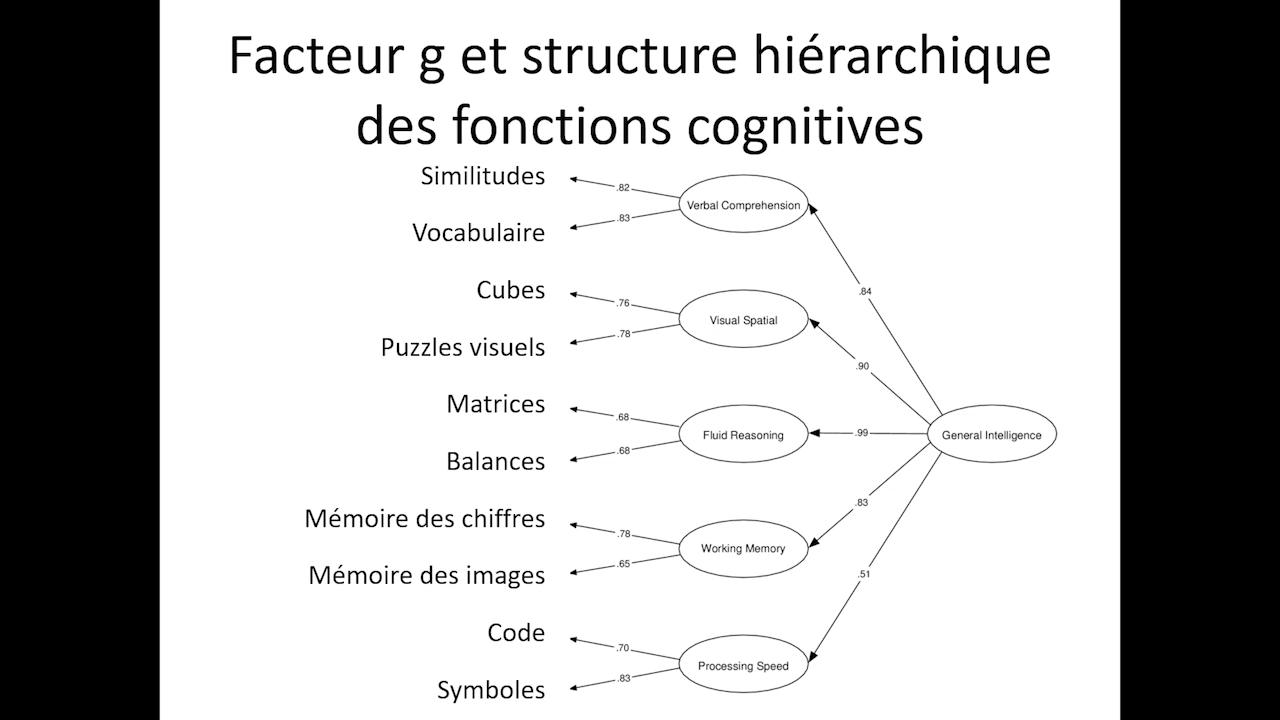 Facteur g et structure hiérarchique
des fonctions cognitives
Similitudes
.82
Verbal Comprehension
.83
Vocabulaire
.84
Cubes
.76
Visual Spatial
.78
Puzzles visuels
.90
Matrices
.68
Fluid Reasoning
.99
General Intelligence
.68
Balances
.83
Mémoire des chiffres
.78
Working Memory
.65
Mémoire des images
.51
Code
.70
Processing Speed
.83
Symboles